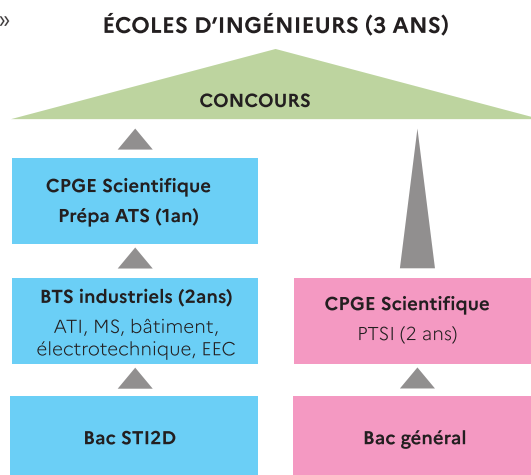 »
ÉCOLES D’INGÉNIEURS (3 ANS)
CONCOURS
CPGE Scientifique
Prépa ATS (1an)
BTS industriels (2ans)
ATI, MS, bâtiment,
électrotechnique, EEC
Bac STI2D
CPGE Scientifique
PTSI (2 ans)
Bac général